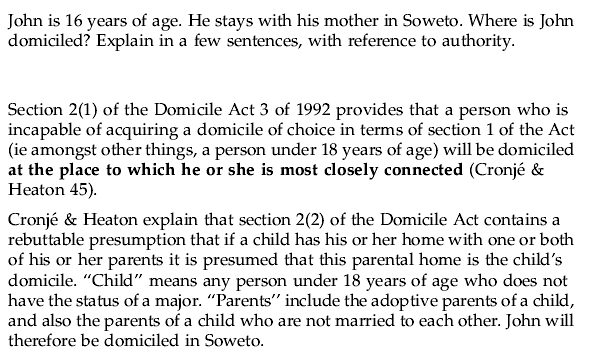 John is 16 years of age. He stays with his mother in Soweto. Where is John
domiciled? Explain in a few sentences, with reference to authority.
Section 2(1) of the Domicile Act 3 of 1992 provides that a person who is
incapable of acquiring a domicile of choice in terms of section 1 of the Act
(ie amongst other things, a person under 18 years of age) will be domiciled
at the place to which he or she is most closely connected (Cronjé &
Heaton 45).
Cronjé & Heaton explain that section 2(2) of the Domicile Act contains a
rebuttable presumption that if a child has his or her home with one or both
of his or her parents it is presumed that this parental home is the child's
domicile. “Child” means any person under 18 years of age who does not
have the status of a major. “Parents’’ include the adoptive parents of a child,
and also the parents of a child who are not married to each other. John will
therefore be domiciled in Soweto.